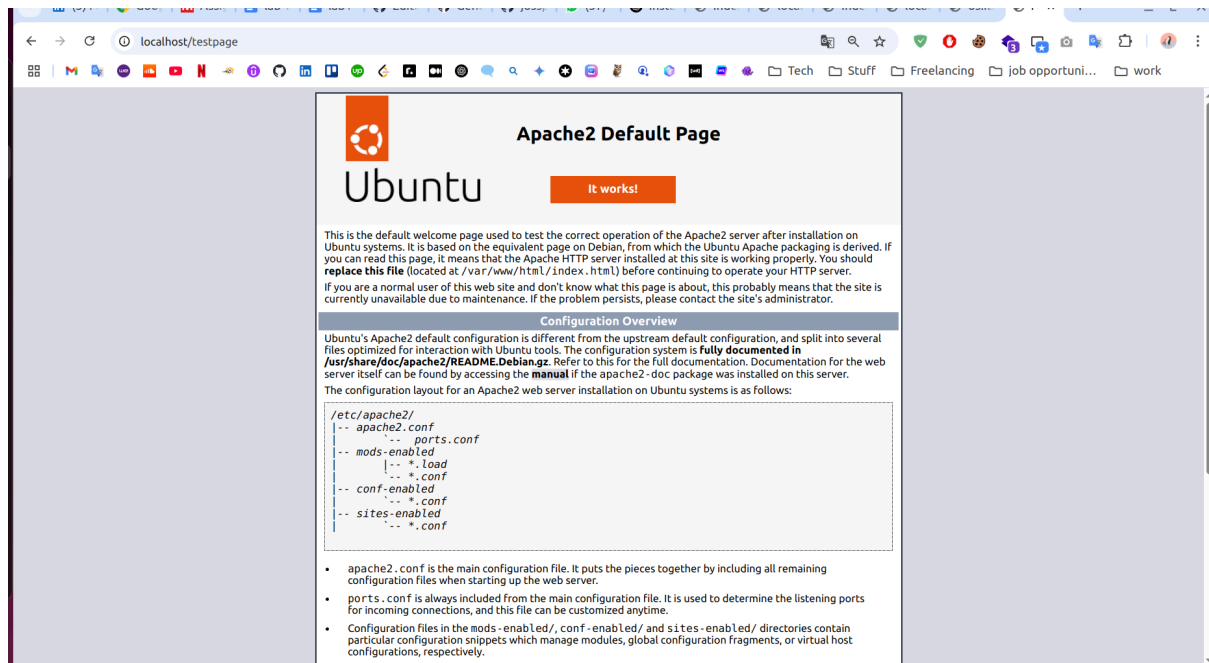 localhost/testpage
Tech
Stuff
Freelancing
job opportuni...
work
Ubuntu
Apache2 Default Page
It works!
This is the default welcome page used to test the correct operation of the Apache2 server after installation on
Ubuntu systems. It is based on the equivalent page on Debian, from which the Ubuntu Apache packaging is derived. If
you can read this page, it means that the Apache HTTP server installed at this site is working properly. You should
replace this file (located at /var/www/html/index.html) before continuing to operate your HTTP server.
If you are a normal user of this web site and don't know what this page is about, this probably means that the site is
currently unavailable due to maintenance. If the problem persists, please contact the site's administrator.
Configuration Overview
Ubuntu's Apache2 default configuration is different from the upstream default configuration, and split into several
files optimized for interaction with Ubuntu tools. The configuration system is fully documented in
/usr/share/doc/apache2/README.Debian.gz. Refer to this for the full documentation. Documentation for the web
server itself can be found by accessing the manual if the apache2-doc package was installed on this server.
The configuration layout for an Apache2 web server installation on Ubuntu systems is as follows:
/etc/apache2/
|-- apache2.conf
|       `--  ports.conf
|-- mods-enabled
|       |-- *.load
|       `-- *.conf
|-- conf-enabled
|       `-- *.conf
|-- sites-enabled
|       `-- *.conf
• apache2.conf is the main configuration file. It puts the pieces together by including all remaining
configuration files when starting up the web server.
• ports.conf is always included from the main configuration file. It is used to determine the listening ports
for incoming connections, and this file can be customized anytime.
• Configuration files in the mods-enabled/, conf-enabled/ and sites-enabled/ directories contain
particular configuration snippets which manage modules, global configuration fragments, or virtual host
configurations, respectively.